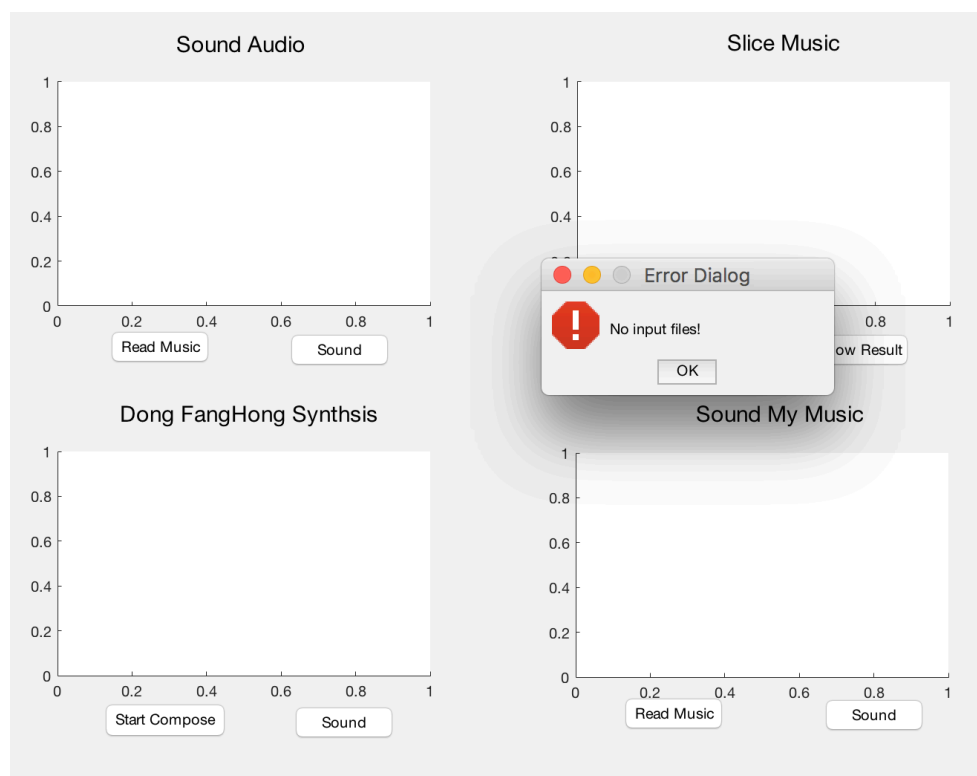 Sound Audio
Slice Music
1
0.8
0.6
0.4
0.2
0
0 0.2 0.4 0.6 0.8 1
Read Music Sound
1
0.8
0.6
0.4
0.8 1
ow Result
Error Dialog
No input files!
OK
Dong FangHong Synthsis
Sound My Music
1
0.8
0.6
0.4
0.2
0
0 0.2 0.4 0.6 0.8 1
Start Compose Sound
1
0.8
0.6
0.4
0.2
0
0 0.2 0.4 0.6 0.8 1
Read Music Sound